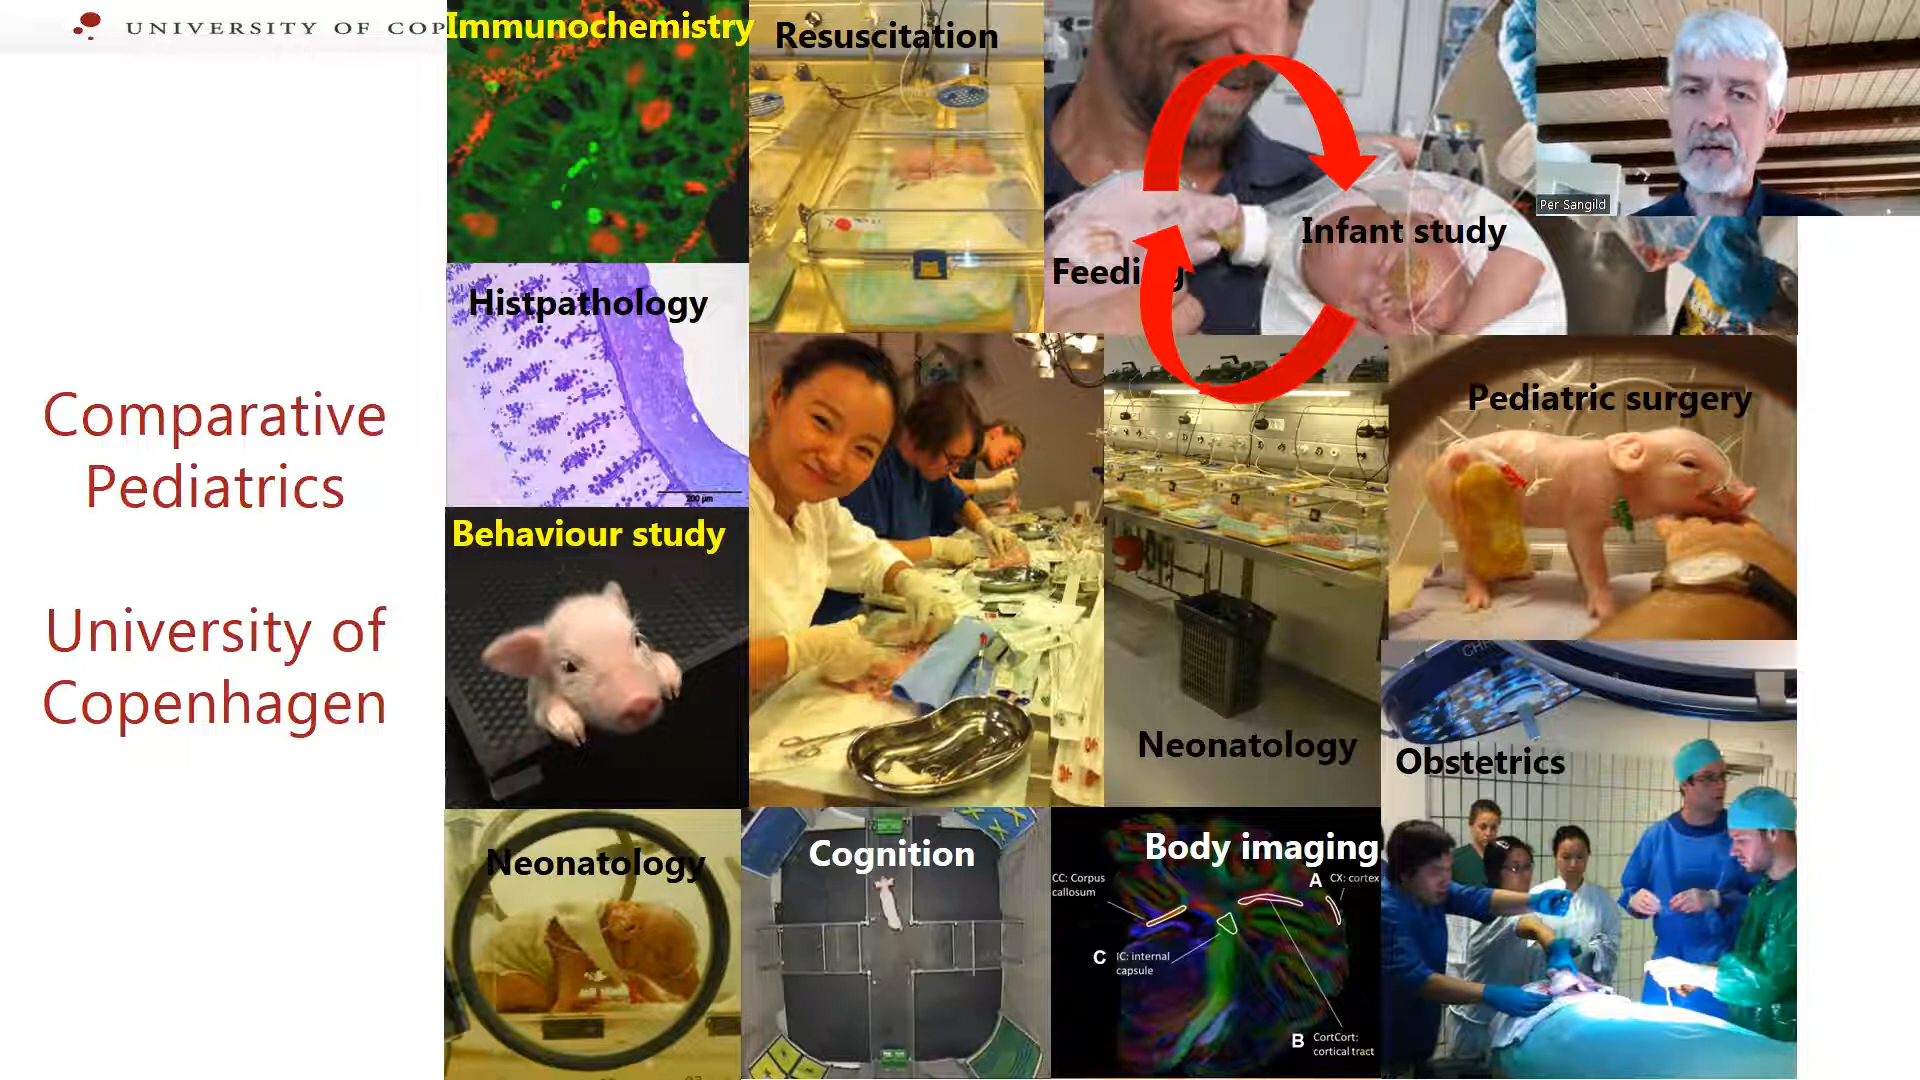 UNIVERSITY OF COP
Comparative
Pediatrics
University of
Copenhagen
Immunochemistry
Resuscitation
Infant study
Feeding
Per Sangild
Histpathology
200 µm
Pediatric surgery
Behaviour study
Neonatology
Obstetrics
Neonatology
Cognition
Body imaging
CC: Corpus
callosum
A CX: cortex
C IC: internal
capsule
B CortCort:
cortical tract